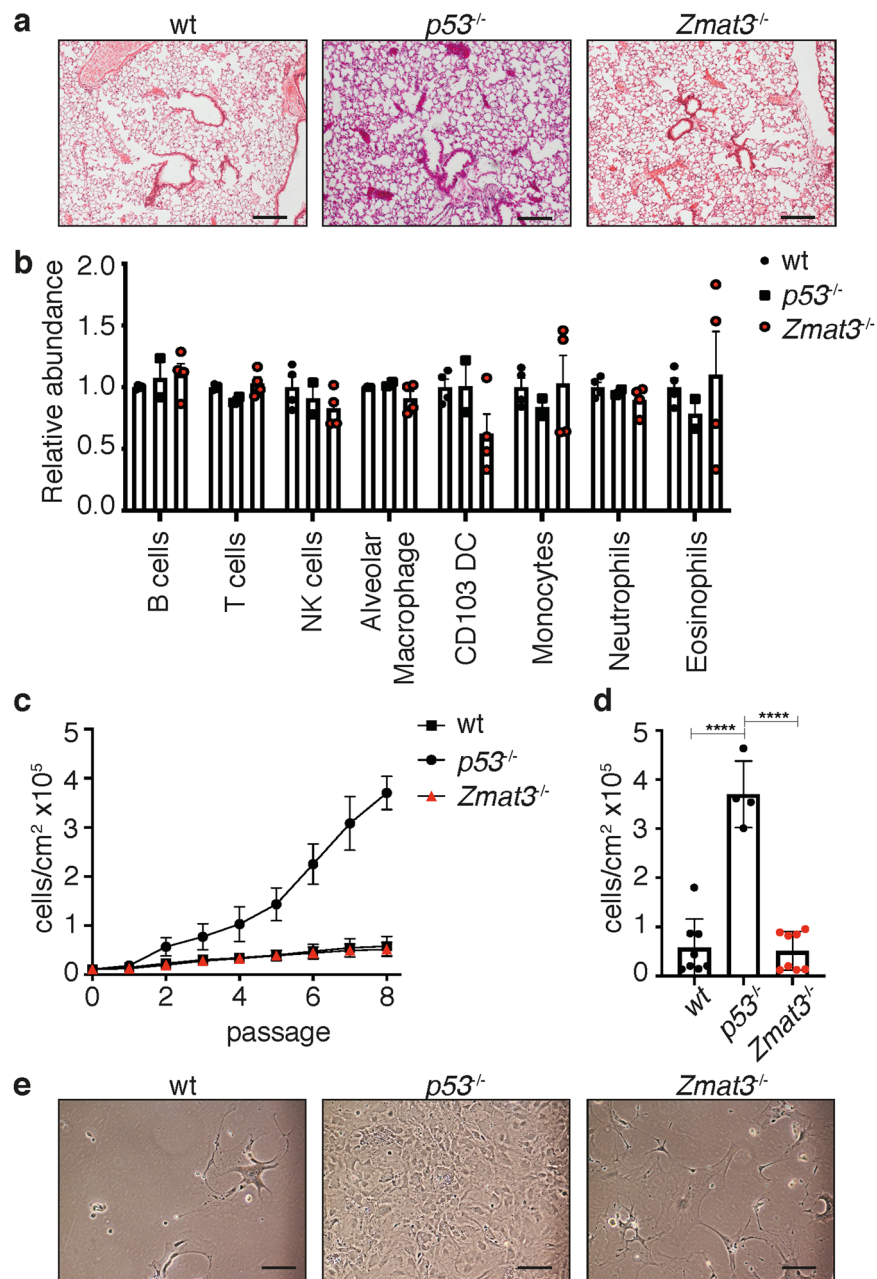 a
wt p53-/- Zmat3-/-
b
Relative abundance
2.0
1.5
1.0
0.5
0.0
B cells
T cells
NK cells
Alveolar
Macrophage
CD103 DC
Monocytes
Neutrophils
Eosinophils
wt
p53-/-
Zmat3-/-
c
cells/cm2 x105
5
4
3
2
1
0
0 2 4 6 8
passage
wt
p53-/-
Zmat3-/-
d
cells/cm2 x105
5
4
3
2
1
0
**** ****
wt
p53-/-
Zmat3-/-
e
wt p53-/- Zmat3-/-